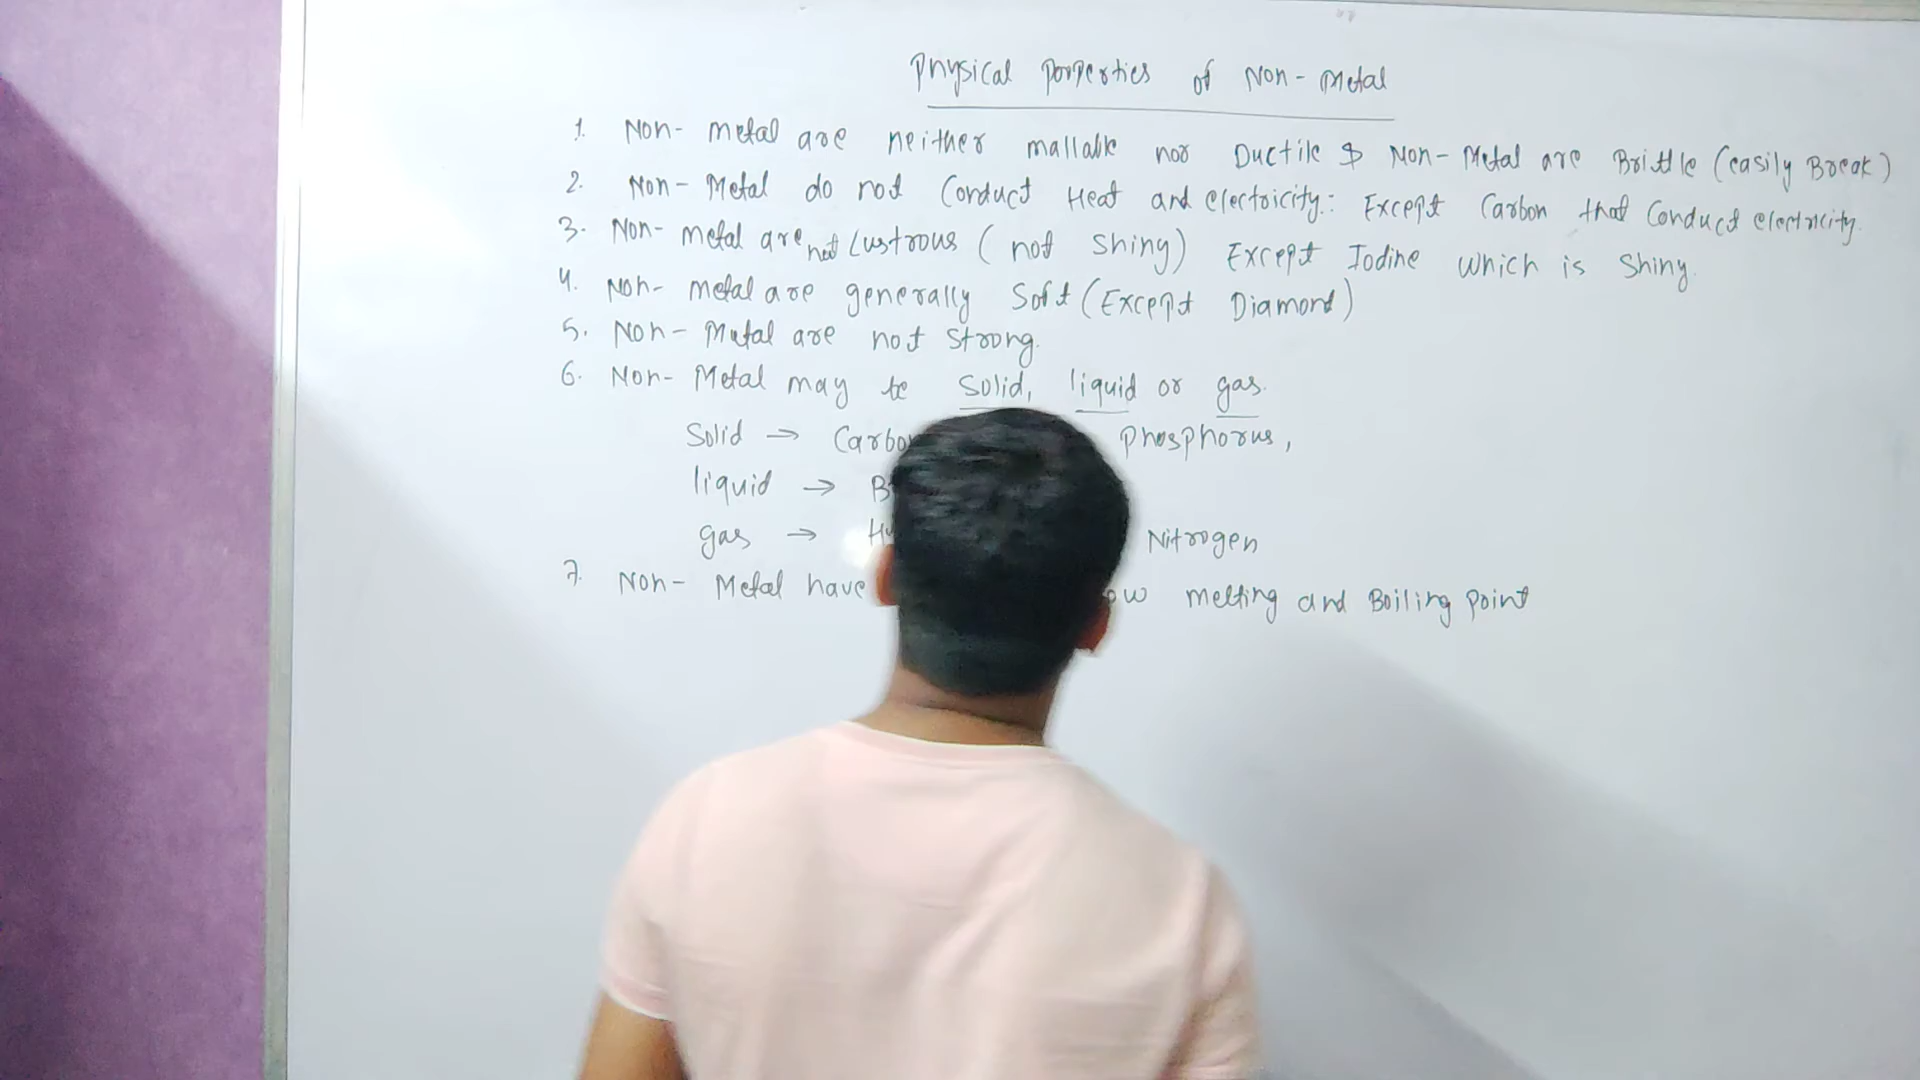 Physical Porperties of Non-Metal
1. Non-metal are neither mallable nor Ductile & Non-Metal are Brittle (easily Break)
2. Non-Metal do not Conduct Heat and electricity: Except Carbon that Conduct electricity.
3. Non-metal are not Lustrous (not shiny) Except Iodine which is Shiny.
4. Non-metal are generally Soft (Except Diamond)
5. Non-Metal are not Strong.
6. Non-Metal may be Solid, liquid or gas.
Solid → Phosphorus,
liquid →
gas → Nitrogen
7. Non-Metal have melting and Boiling point